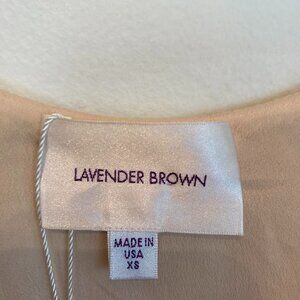 LAVENDER BROWN
MADE IN
USA
XS